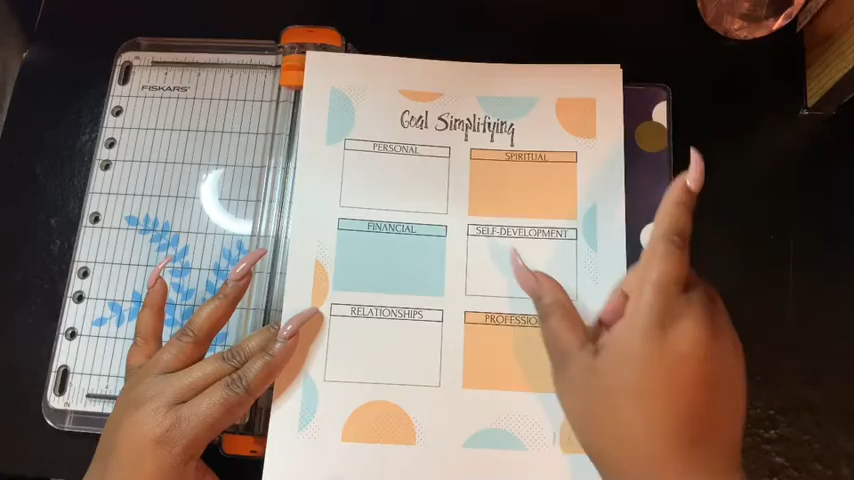 FISKARS
Goal Simplifying
PERSONAL
SPIRITUAL
FINANCIAL
SELF-DEVELOPMENT
RELATIONSHIPS